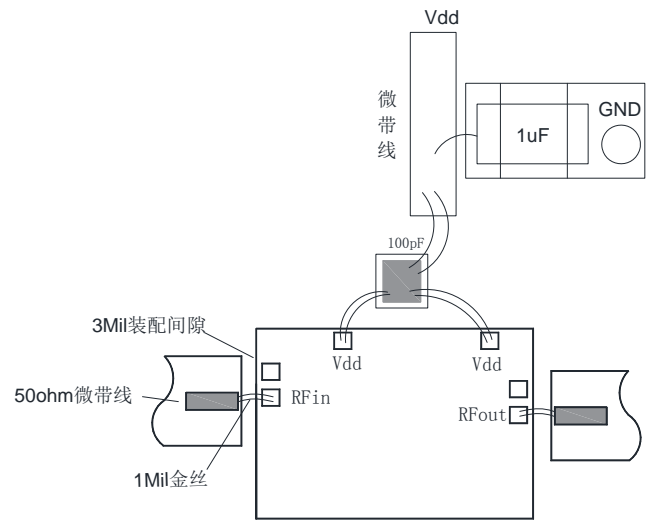 Vdd
微
带
线
GND
1uF
100pF
3Mil装配间隙
Vdd
Vdd
50ohm微带线
RFin
RFout
1Mil金丝